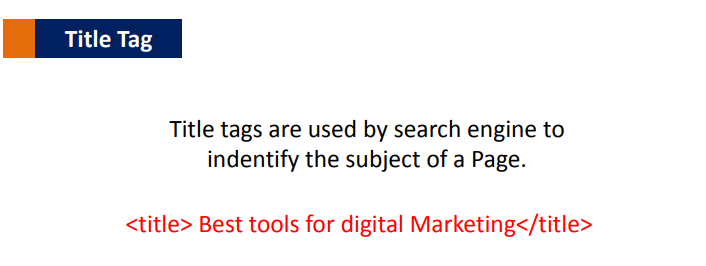 Title Tag
Title tags are used by search engine to
indentify the subject of a Page.
<title> Best tools for digital Marketing</title>